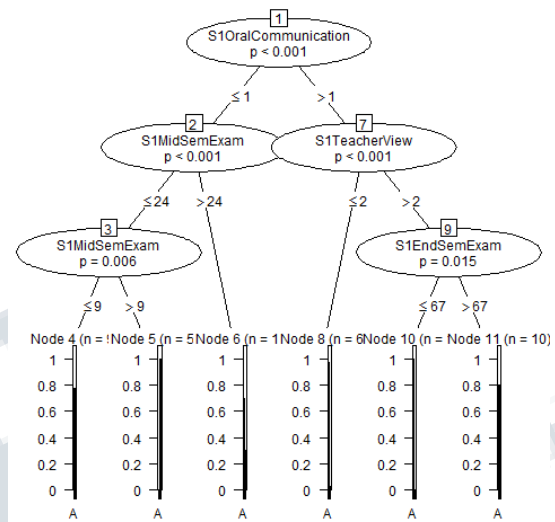 1
S1OralCommunication
p < 0.001
≤ 1 > 1
2 7
S1MidSemExam S1TeacherView
p < 0.001 p < 0.001
≤ 24 > 24 ≤ 2 > 2
3 9
S1MidSemExam S1EndSemExam
p = 0.006 p = 0.015
≤ 9 > 9 ≤ 67 > 67
Node 4 (n = Node 5 (n = 5 Node 6 (n = 1 Node 8 (n = 6 Node 10 (n = Node 11 (n = 10)
1 1 1 1 1 1
0.8 0.8 0.8 0.8 0.8 0.8
0.6 0.6 0.6 0.6 0.6 0.6
0.4 0.4 0.4 0.4 0.4 0.4
0.2 0.2 0.2 0.2 0.2 0.2
0 0 0 0 0 0
A A A A A A